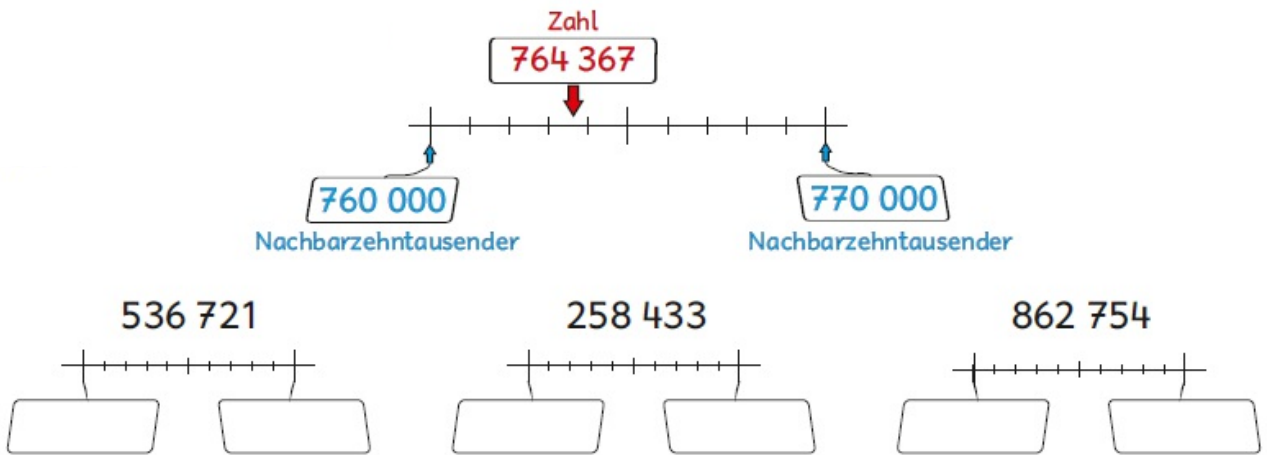 Zahl
764 367
760 000
770 000
Nachbarzehntausender
Nachbarzehntausender
536 721
258 433
862 754